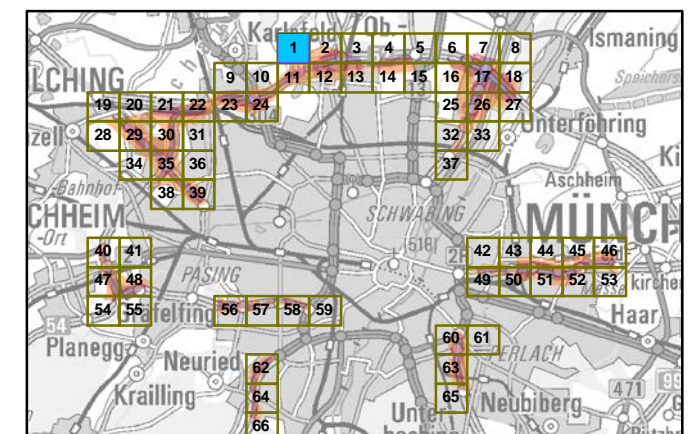 Karlsfeld Ob.-
Ismaning
1 2 3 4 5 6 7 8
LCHING 9 10 11 12 13 14 15 16 17 18
Speichers
19 20 21 22 23 24 25 26 27
Unterföhring
zell 28 29 30 31 32 33
34 35 36 37 Ki
Aschheim
-Bahnhof- 38 39
CHHEIM SCHWABING MÜNCH
-Ort (518)
40 41 42 43 44 45 46
PASING
47 48 49 50 51 52 53 kirche
54 55 56 57 58 59
Haar
54
Planegg 60 61 ERLACH
Neuried 62 63
471 99
Krailling 64 65 Neubiberg
Unter
66